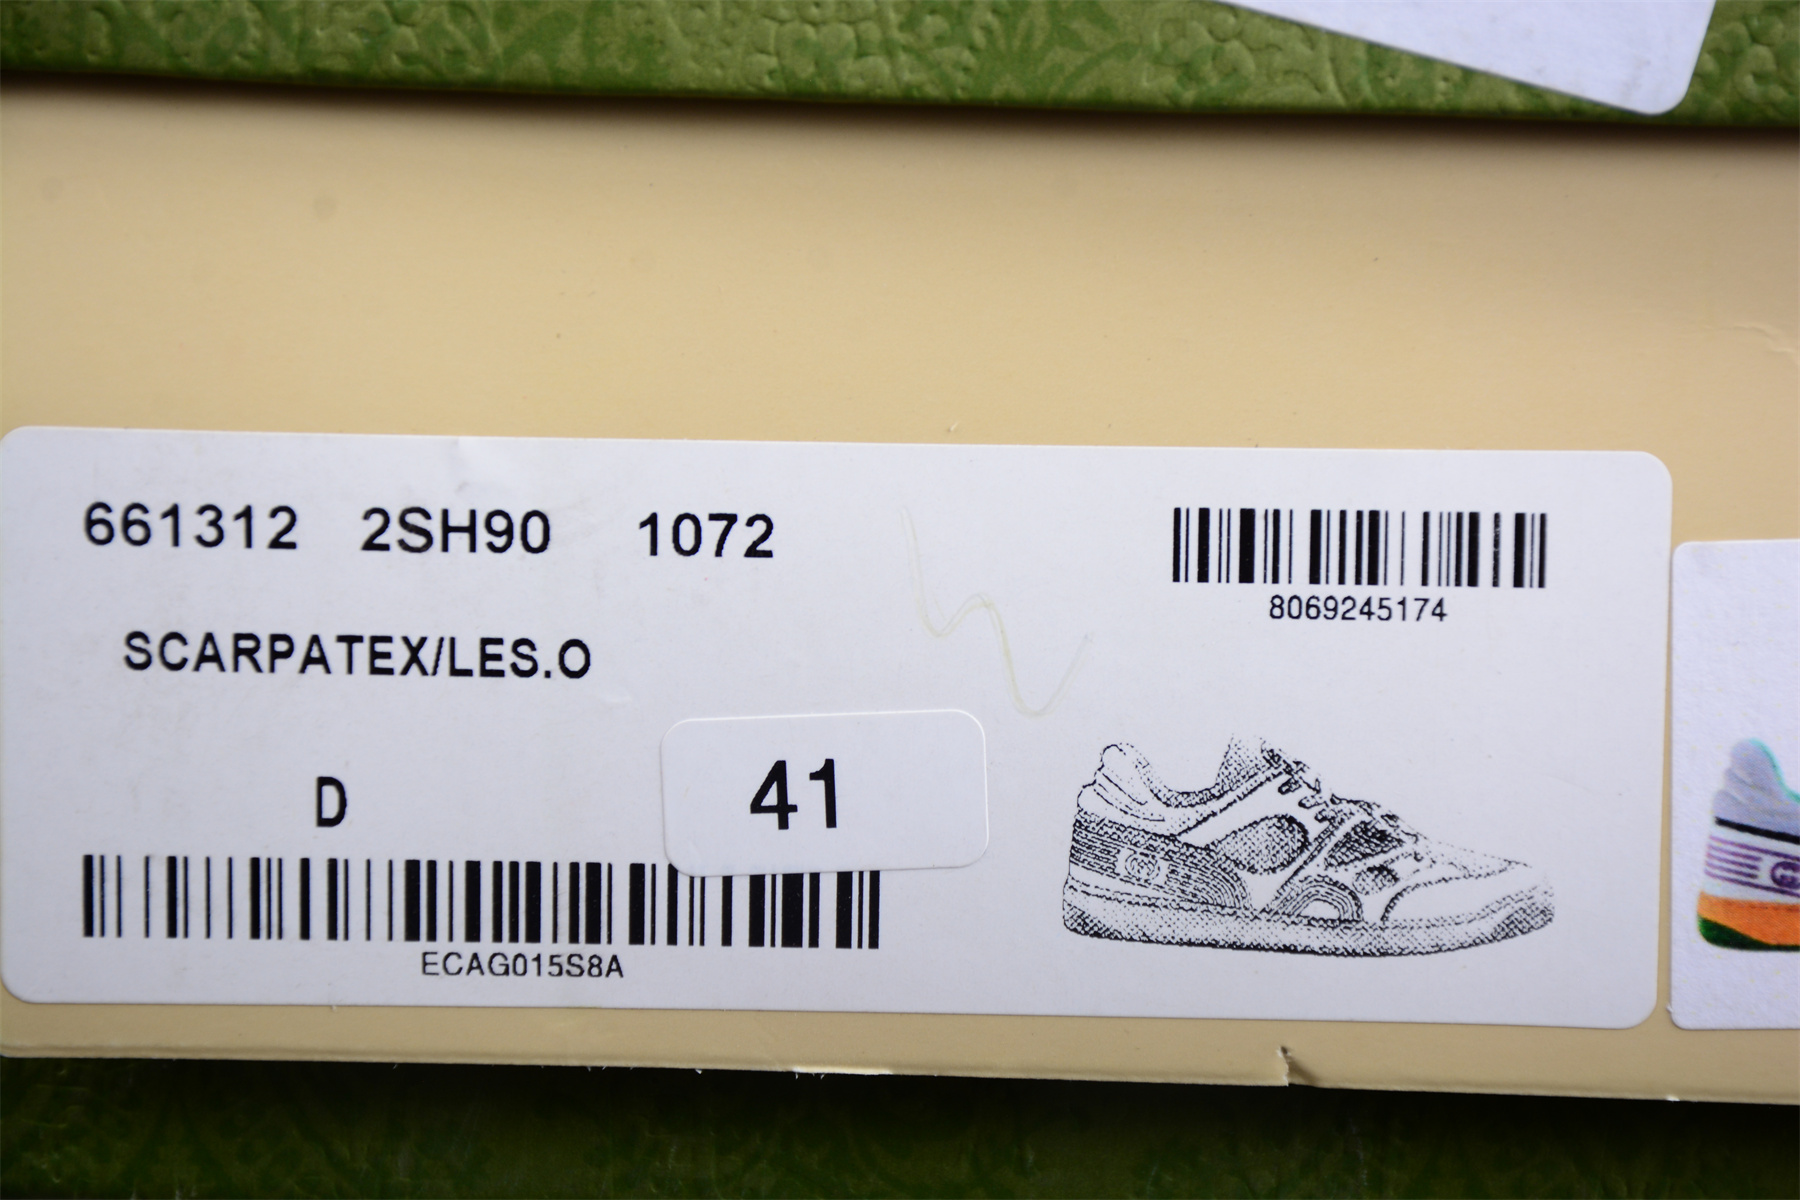 661312 2SH90 1072
8069245174
SCARPATEX/LES.O
D
41
ECAG015S8A